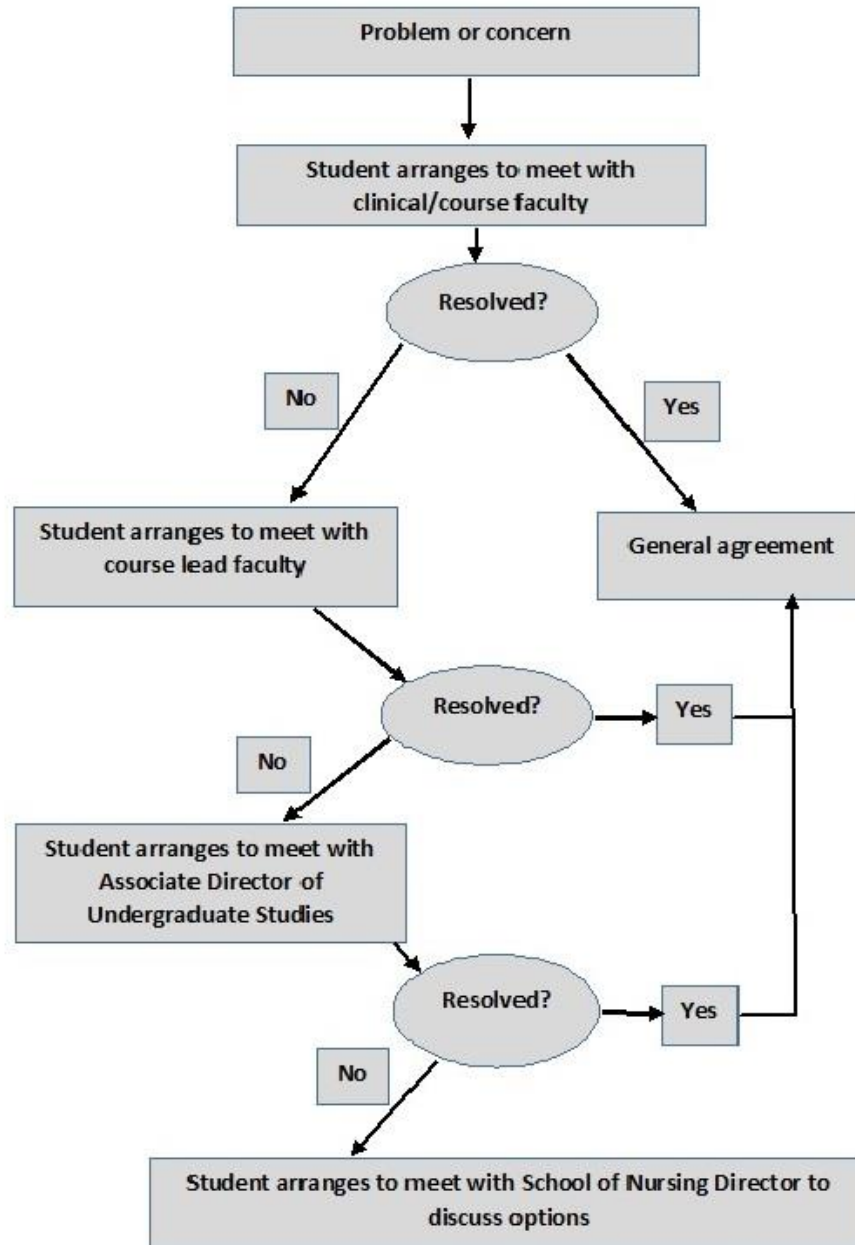 Problem or concern
Student arranges to meet with
clinical/course faculty
Resolved?
No
Yes
Student arranges to meet with
course lead faculty
General agreement
Resolved?
Yes
No
Student arranges to meet with
Associate Director of
Undergraduate Studies
Resolved?
Yes
No
Student arranges to meet with School of Nursing Director to
discuss options